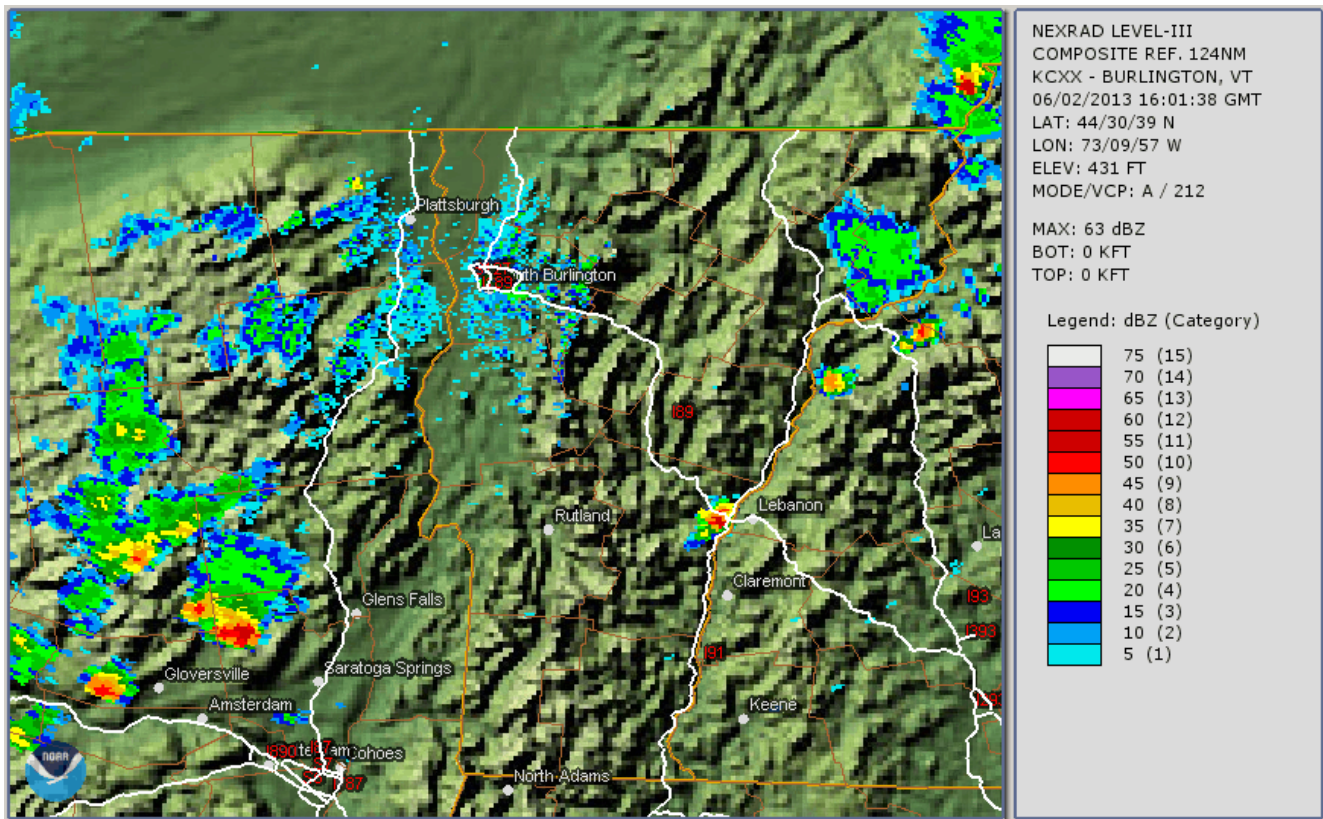 NEXRAD LEVEL-III
COMPOSITE REF. 124NM
KCXX - BURLINGTON, VT
06/02/2013 16:01:38 GMT
LAT: 44/30/39 N
LON: 73/09/57 W
ELEV: 431 FT
MODE/VCP: A / 212
MAX: 63 dBZ
BOT: 0 KFT
TOP: 0 KFT
Legend: dBZ (Category)
75 (15)
70 (14)
65 (13)
60 (12)
55 (11)
50 (10)
45 (9)
40 (8)
35 (7)
30 (6)
25 (5)
20 (4)
15 (3)
10 (2)
5 (1)
Plattsburgh
uth Burlington
I89
I89
Lebanon
Rutland
La
Claremont
Glens Falls
I93
I393
I91
Saratoga Springs
Gloversville
Keene
Amsterdam
I890
Cohoes
North Adams
NOAA